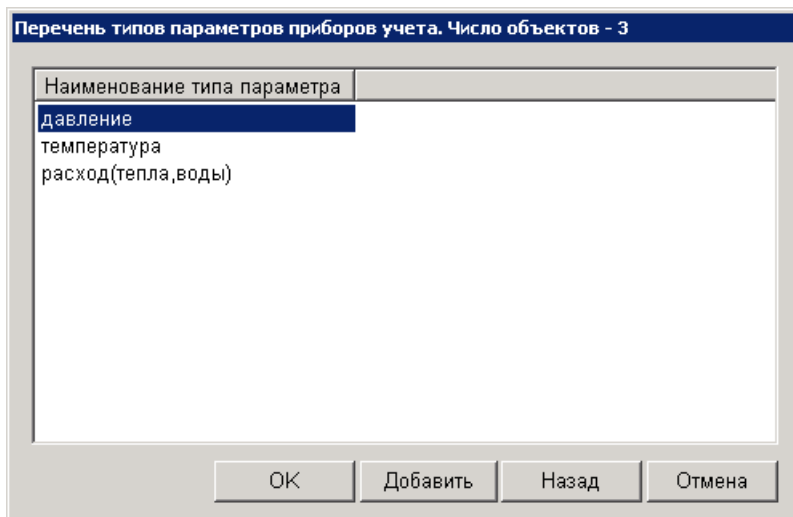 Перечень типов параметров приборов учета. Число объектов - 3
Наименование типа параметра
давление
температура
расход(тепла,воды)
OK Добавить Назад Отмена